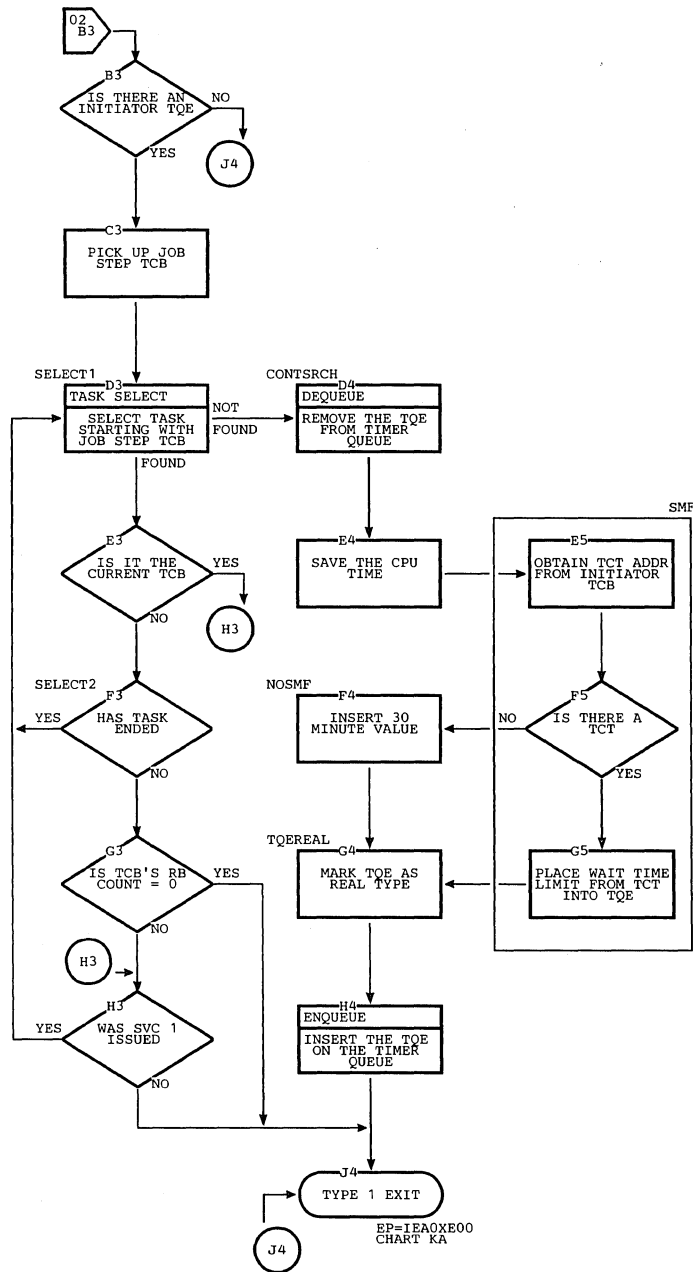 02
B3
B3
IS THERE AN
INITIATOR TQE
NO
YES
J4
C3
PICK UP JOB
STEP TCB
SELECT1
D3
TASK SELECT
SELECT TASK
STARTING WITH
JOB STEP TCB
NOT
FOUND
FOUND
CONTSRCH
D4
DEQUEUE
REMOVE THE TQE
FROM TIMER
QUEUE
SMF
E3
IS IT THE
CURRENT TCB
YES
NO
H3
E4
SAVE THE CPU
TIME
E5
OBTAIN TCT ADDR
FROM INITIATOR
TCB
SELECT2
F3
HAS TASK
ENDED
YES
NO
NOSMF
F4
INSERT 30
MINUTE VALUE
F5
IS THERE A
TCT
NO
YES
G3
IS TCB'S RB
COUNT = 0
YES
NO
TQEREAL
G4
MARK TQE AS
REAL TYPE
G5
PLACE WAIT TIME
LIMIT FROM TCT
INTO TQE
H3
H3
WAS SVC 1
ISSUED
YES
NO
H4
ENQUEUE
INSERT THE TQE
ON THE TIMER
QUEUE
J4
TYPE 1 EXIT
EP=IEA0XE00
CHART KA
J4